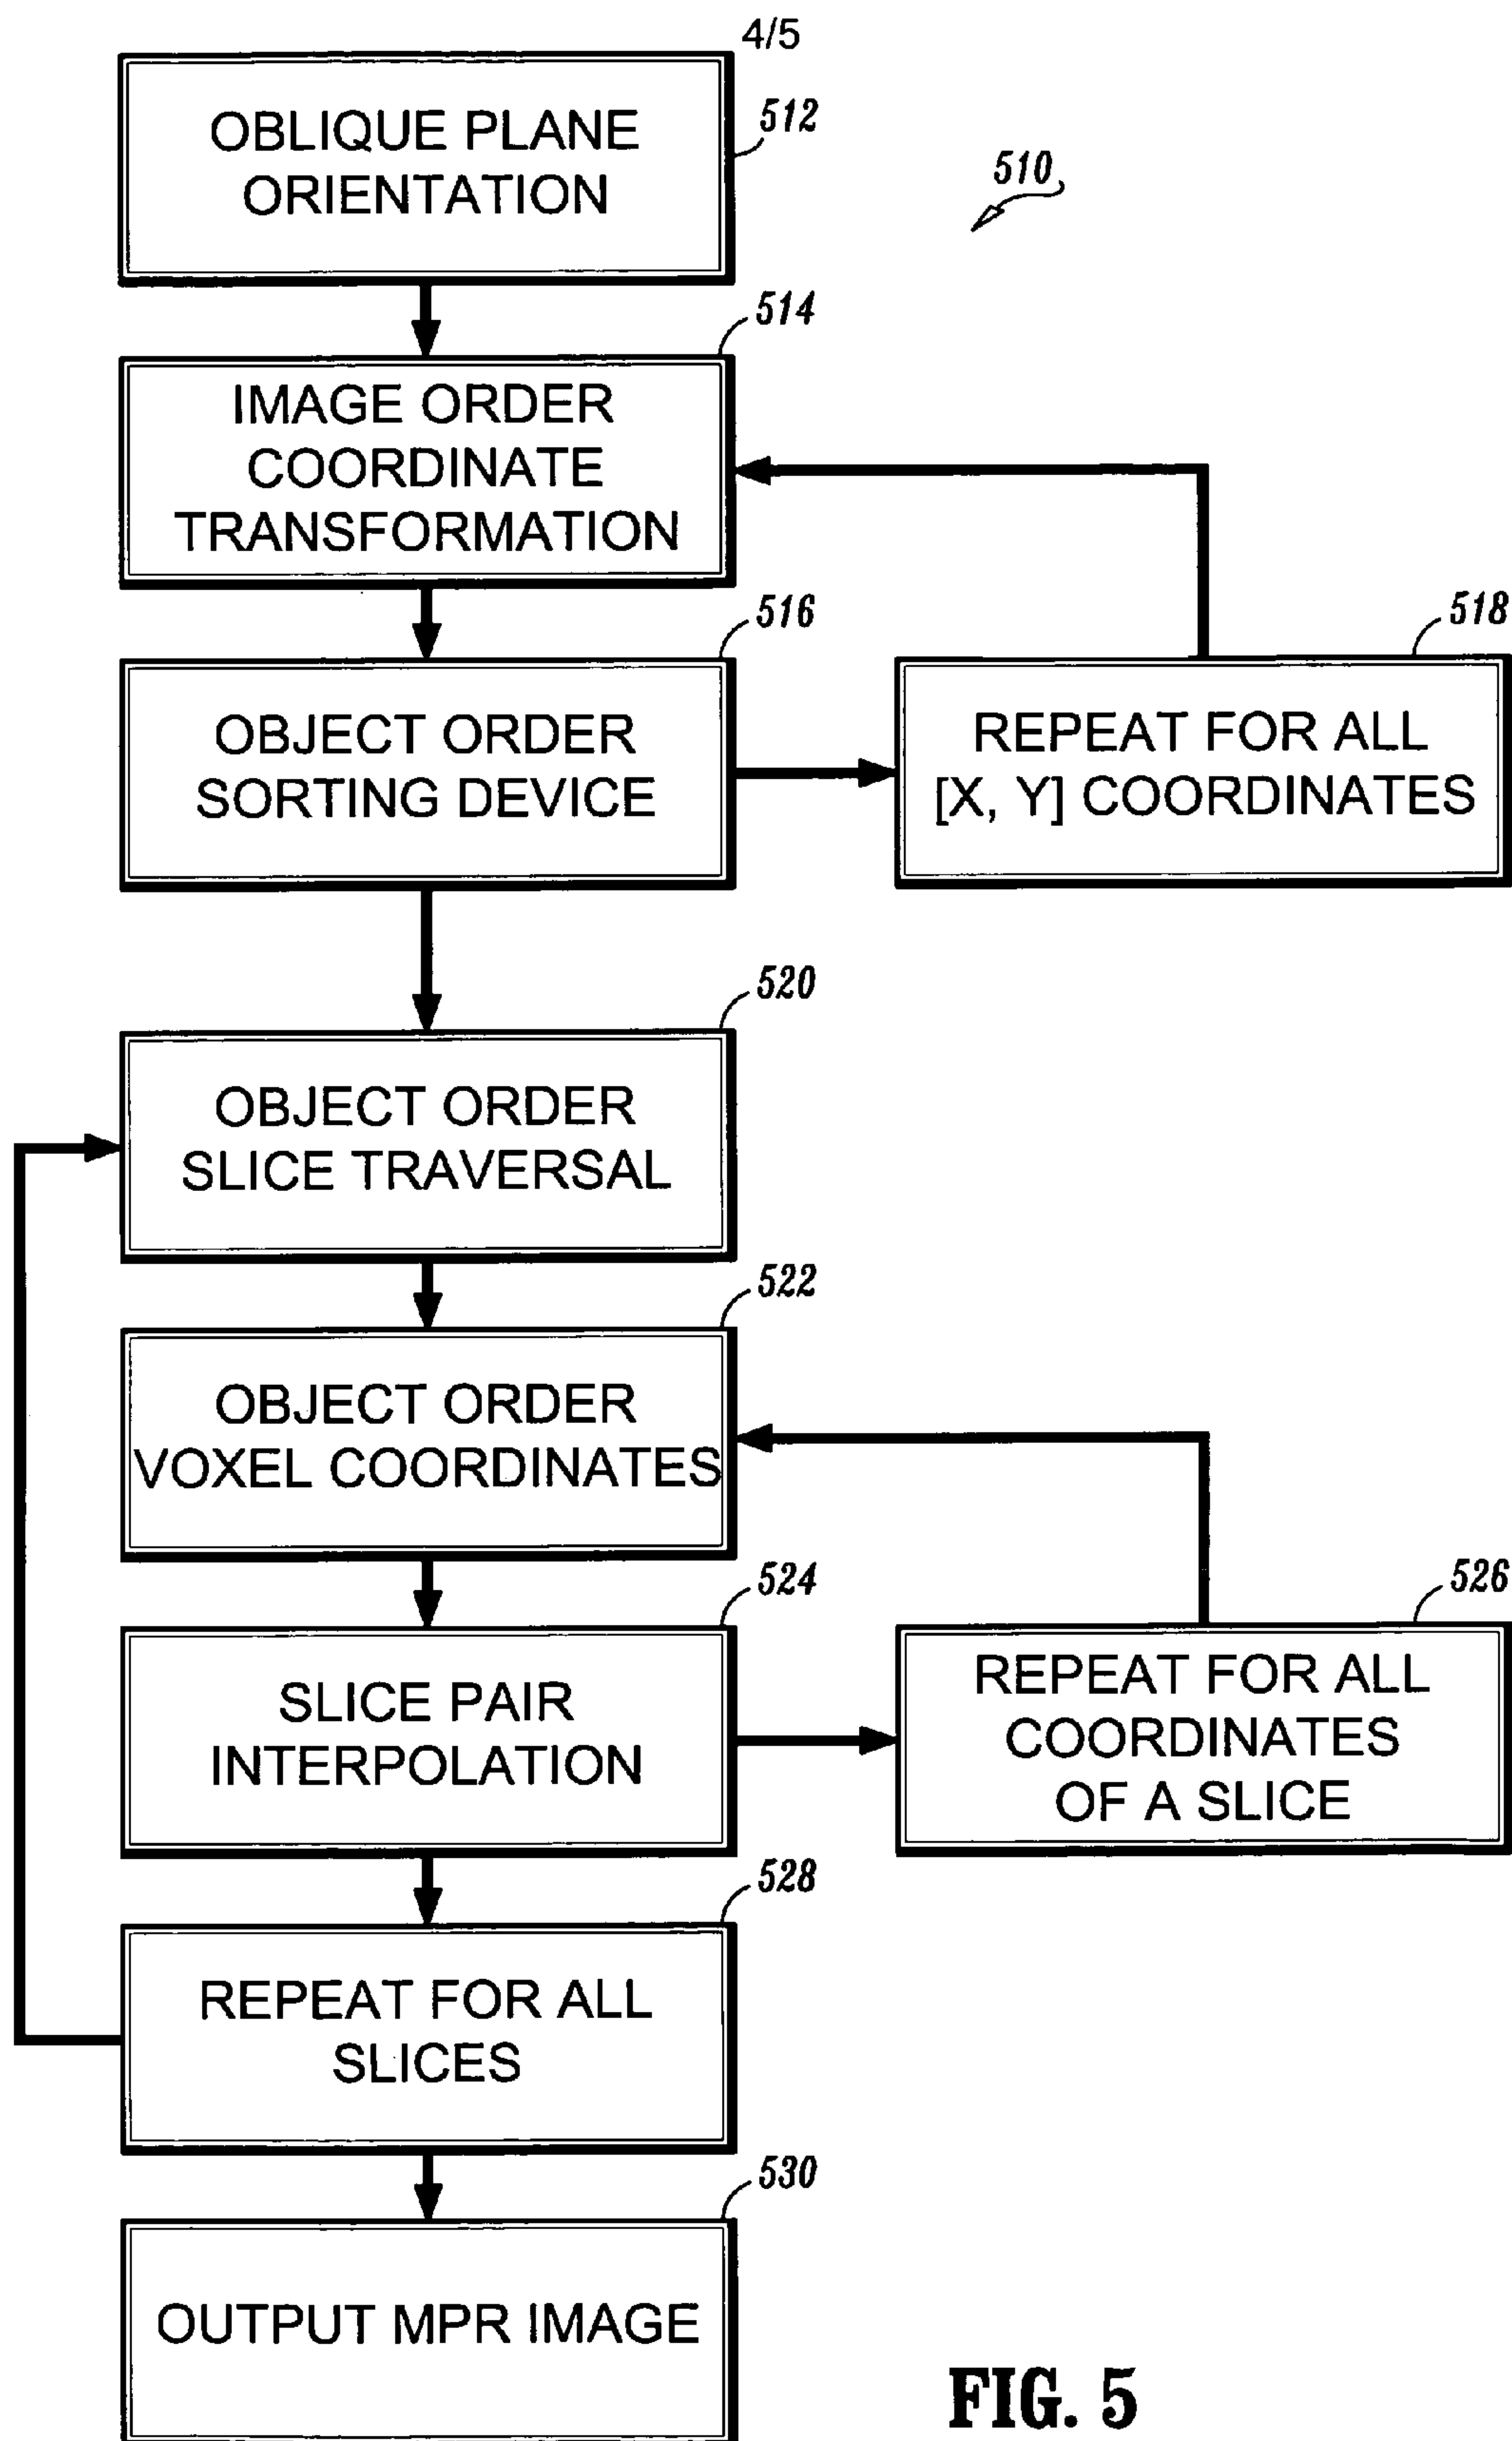 4/5
OBLIQUE PLANE
ORIENTATION
512
510
514
IMAGE ORDER
COORDINATE
TRANSFORMATION
516
518
OBJECT ORDER
SORTING DEVICE
REPEAT FOR ALL
[X, Y] COORDINATES
520
OBJECT ORDER
SLICE TRAVERSAL
522
OBJECT ORDER
VOXEL COORDINATES
524
526
SLICE PAIR
INTERPOLATION
REPEAT FOR ALL
COORDINATES
OF A SLICE
528
REPEAT FOR ALL
SLICES
530
OUTPUT MPR IMAGE
FIG. 5